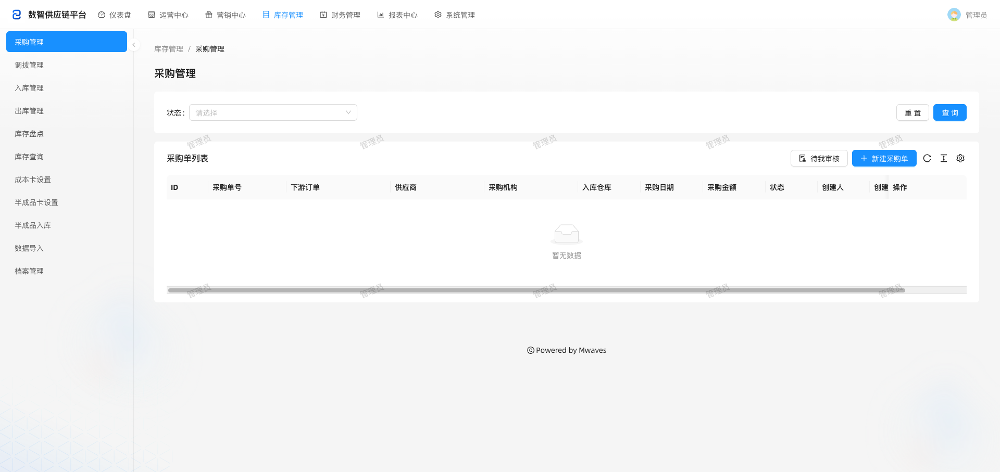 数智供应链平台 仪表盘 运营中心 营销中心 库存管理 财务管理 报表中心 系统管理 管理员
采购管理
调拨管理
入库管理
出库管理
库存盘点
库存查询
成本卡设置
半成品卡设置
半成品入库
数据导入
档案管理
库存管理 / 采购管理
采购管理
状态 : 请选择 重 置 查 询
管理员 管理员 管理员 管理员 管理员
采购单列表 待我审核 新建采购单
ID 采购单号 下游订单 供应商 采购机构 入库仓库 采购日期 采购金额 状态 创建人 创建 操作
暂无数据
管理员 管理员 管理员 管理员 管理员
© Powered by Mwaves